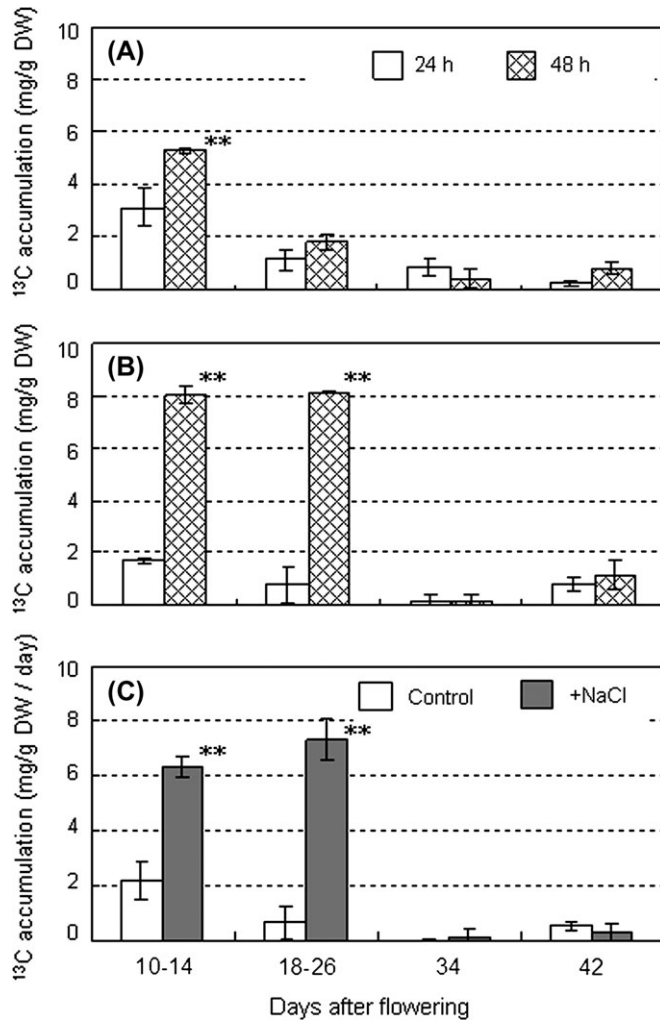 (A)
24 h
48 h
¹³C accumulation (mg/g DW)
10
8
6
4
2
0
**
(B)
¹³C accumulation (mg/g DW)
10
8
6
4
2
0
**
**
(C)
Control
+NaCl
¹³C accumulation (mg/g DW / day)
10
8
6
4
2
0
**
**
10-14 18-26 34 42
Days after flowering